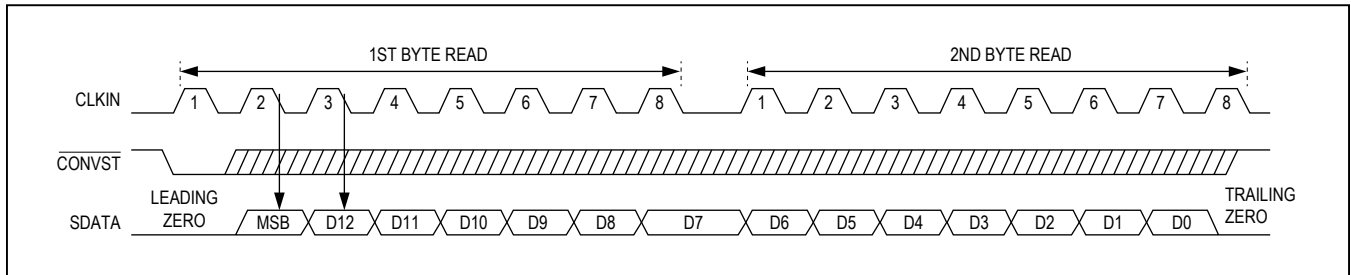 1ST BYTE READ 2ND BYTE READ
CLKIN 1 2 3 4 5 6 7 8 1 2 3 4 5 6 7 8
CONVST
LEADING ZERO
TRAILING ZERO
SDATA MSB D12 D11 D10 D9 D8 D7 D6 D5 D4 D3 D2 D1 D0